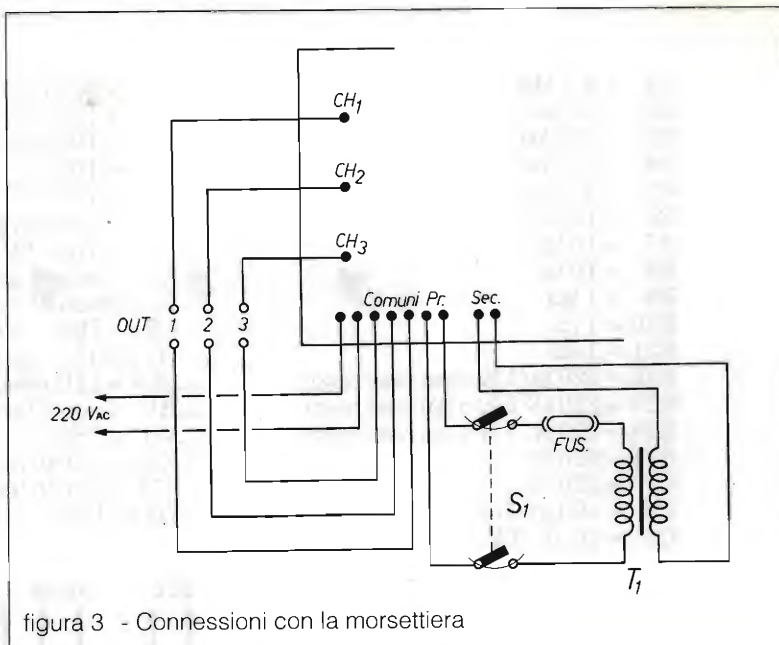 CH1
CH2
CH3
Comuni Pr. Sec.
OUT 1 2 3
220 VAC
FUS.
S1
T1
figura 3 - Connessioni con la morsettiera